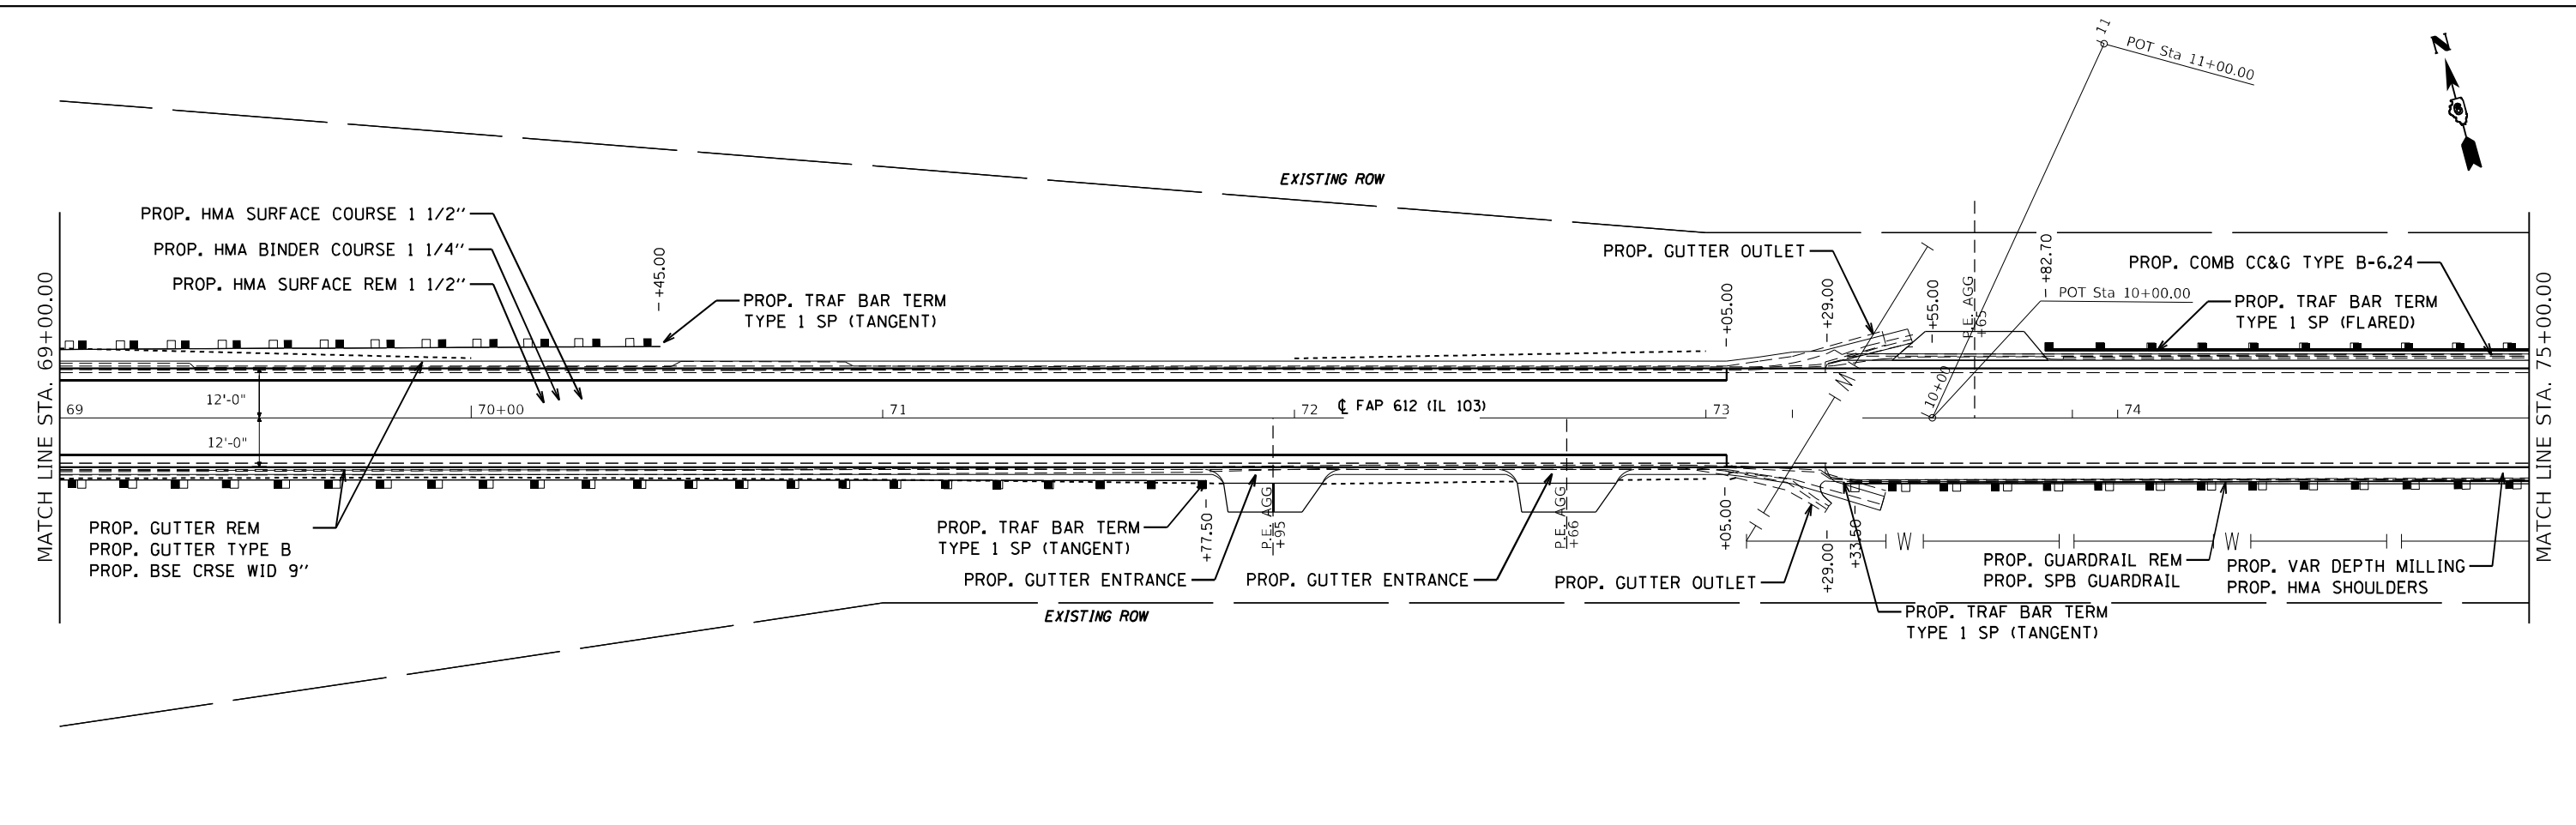 11
POT Sta 11+00.00
N
EXISTING ROW
PROP. HMA SURFACE COURSE 1 1/2"
PROP. HMA BINDER COURSE 1 1/4"
PROP. HMA SURFACE REM 1 1/2"
+45.00
PROP. TRAF BAR TERM
TYPE 1 SP (TANGENT)
PROP. GUTTER OUTLET
+05.00
+29.00
+55.00
P.E. AGG
+65
+82.70
POT Sta 10+00.00
PROP. COMB CC&G TYPE B-6.24
PROP. TRAF BAR TERM
TYPE 1 SP (FLARED)
MATCH LINE STA. 69+00.00
MATCH LINE STA. 75+00.00
12'-0"
12'-0"
69
70+00
71
72
℄ FAP 612 (IL 103)
73
10+00
74
W
PROP. GUTTER REM
PROP. GUTTER TYPE B
PROP. BSE CRSE WID 9"
PROP. TRAF BAR TERM
TYPE 1 SP (TANGENT)
+77.50
P.E. AGG
+95
P.E. AGG
+66
+05.00
+29.00
+33.50
PROP. GUTTER ENTRANCE
PROP. GUTTER ENTRANCE
PROP. GUTTER OUTLET
W
W
PROP. GUARDRAIL REM
PROP. SPB GUARDRAIL
PROP. VAR DEPTH MILLING
PROP. HMA SHOULDERS
PROP. TRAF BAR TERM
TYPE 1 SP (TANGENT)
EXISTING ROW